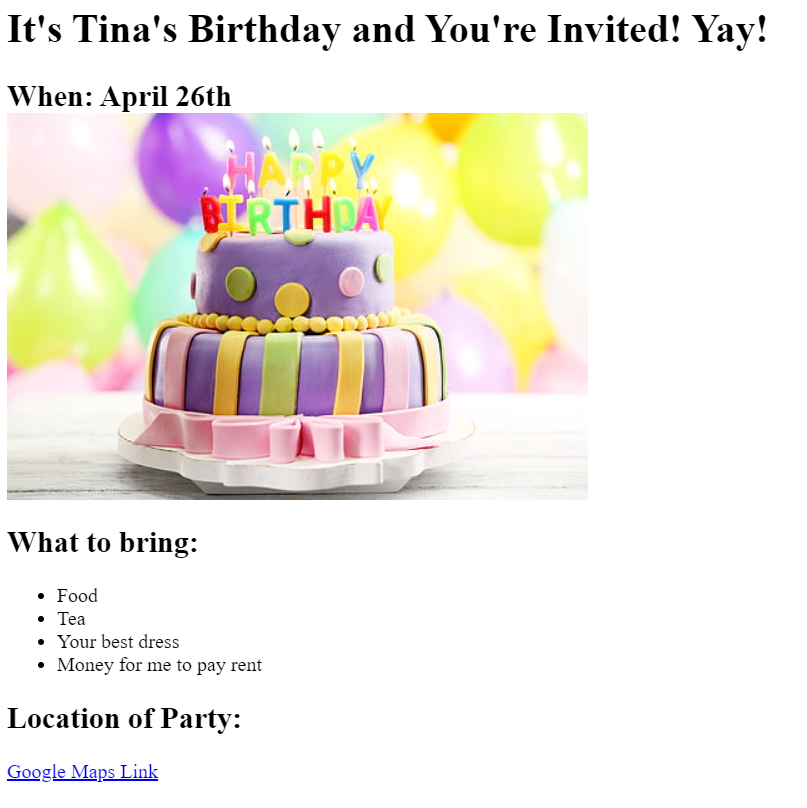 It's Tina's Birthday and You're Invited! Yay!
When: April 26th
HAPPY
BIRTHDAY
What to bring:
Food
Tea
Your best dress
Money for me to pay rent
Location of Party:
Google Maps Link